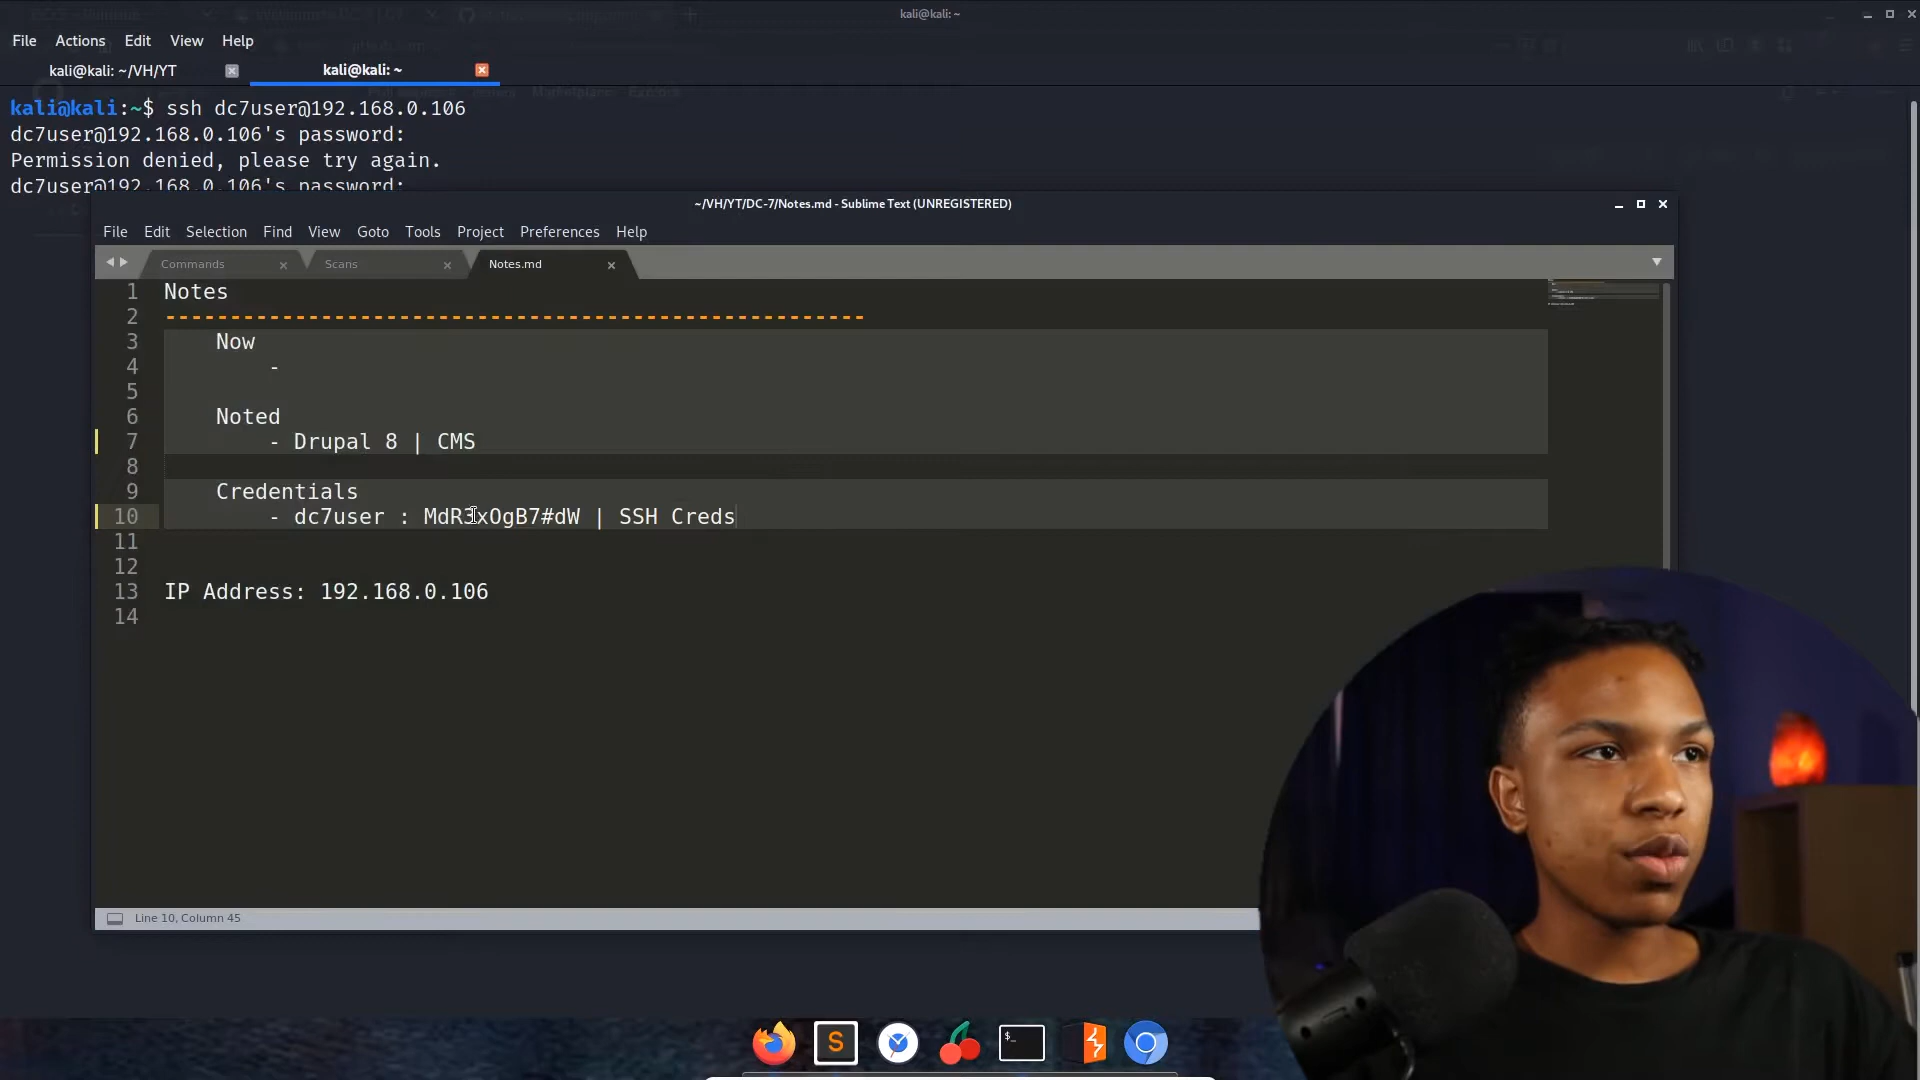 kali@kali: ~
File Actions Edit View Help
kali@kali: ~/VH/YT
kali@kali: ~
kali@kali:~$ ssh dc7user@192.168.0.106
dc7user@192.168.0.106's password:
Permission denied, please try again.
dc7user@192.168.0.106's password:
~/VH/YT/DC-7/Notes.md - Sublime Text (UNREGISTERED)
File Edit Selection Find View Goto Tools Project Preferences Help
Commands
Scans
Notes.md
1 Notes
2 ------------------------------------------------------
3 Now
4 -
5
6 Noted
7 - Drupal 8 | CMS
8
9 Credentials
10 - dc7user : MdR3xOgB7#dW | SSH Creds
11
12
13 IP Address: 192.168.0.106
14
Line 10, Column 45
S
$_